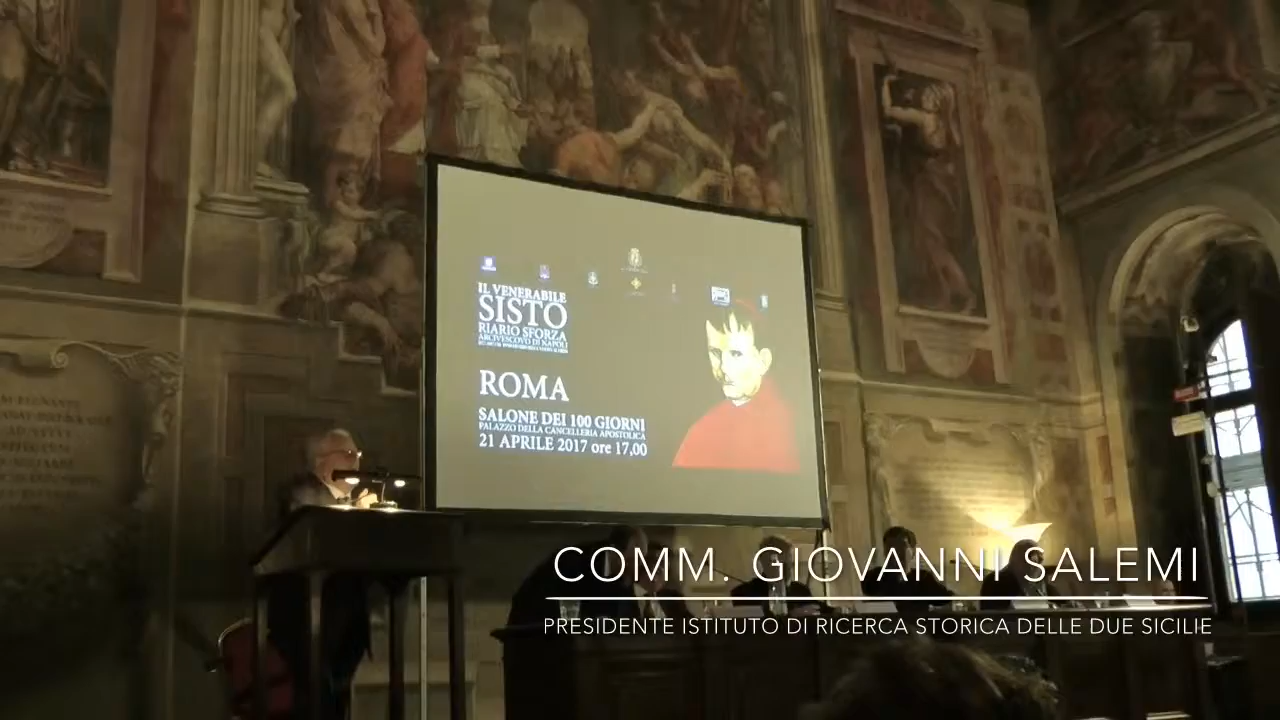 IL VENERABILE
SISTO
RIARIO SFORZA
ARCIVESCOVO DI NAPOLI
ROMA
SALONE DEI 100 GIORNI
PALAZZO DELLA CANCELLERIA APOSTOLICA
21 APRILE 2017 ore 17,00
COMM. GIOVANNI SALEMI
PRESIDENTE ISTITUTO DI RICERCA STORICA DELLE DUE SICILIE